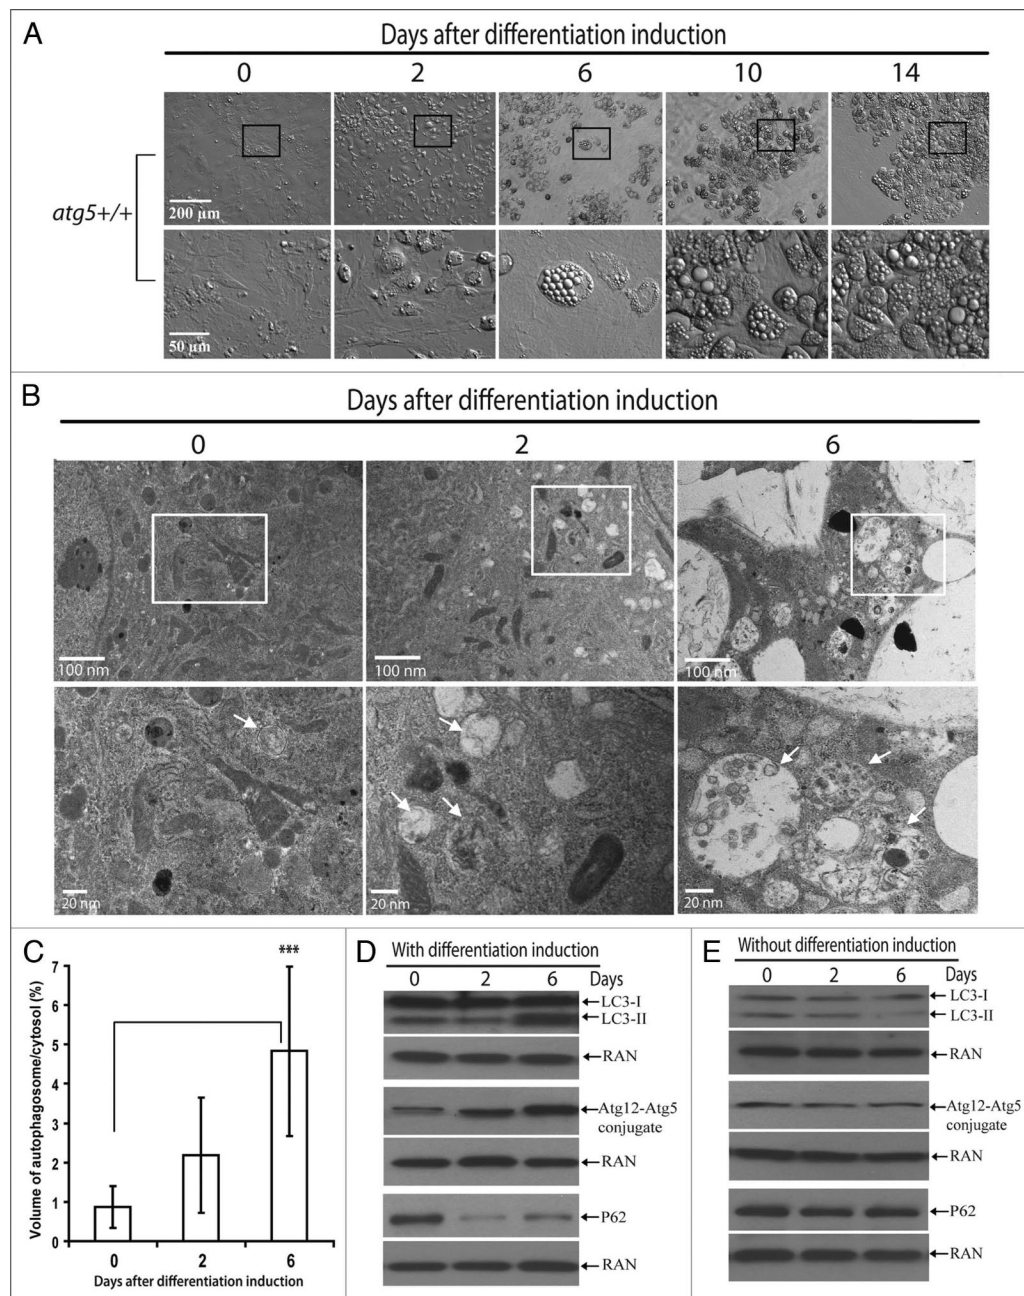 A
Days after differentiation induction
0 2 6 10 14
atg5+/+
200 µm
50 µm
B
Days after differentiation induction
0 2 6
100 nm 100 nm 100 nm
20 nm 20 nm 20 nm
C
***
Volume of autophagosome/cytosol (%)
7
6
5
4
3
2
1
0
0 2 6
Days after differentiation induction
D
With differentiation induction
0 2 6 Days
LC3-I
LC3-II
RAN
Atg12-Atg5
conjugate
RAN
P62
RAN
E
Without differentiation induction
0 2 6 Days
LC3-I
LC3-II
RAN
Atg12-Atg5
conjugate
RAN
P62
RAN